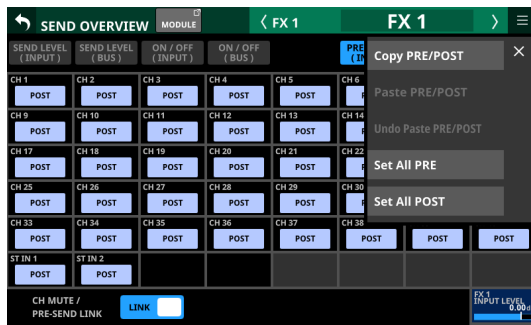 SEND OVERVIEW MODULE FX 1 FX 1
SEND LEVEL SEND LEVEL ON / OFF ON / OFF PRE
( INPUT ) ( BUS ) ( INPUT ) ( BUS )
Copy PRE/POST
CH 1 CH 2 CH 3 CH 4 CH 5 CH 6
POST POST POST POST POST
Paste PRE/POST
CH 9 CH 10 CH 11 CH 12 CH 13 CH 14
POST POST POST POST POST
Undo Paste PRE/POST
CH 17 CH 18 CH 19 CH 20 CH 21 CH 22
POST POST POST POST POST
Set All PRE
CH 25 CH 26 CH 27 CH 28 CH 29 CH 30
POST POST POST POST POST
Set All POST
CH 33 CH 34 CH 35 CH 36 CH 37 CH 38
POST POST POST POST POST POST POST POST
ST IN 1 ST IN 2
POST POST
CH MUTE /
PRE-SEND LINK LINK
FX 1
INPUT LEVEL
0.00